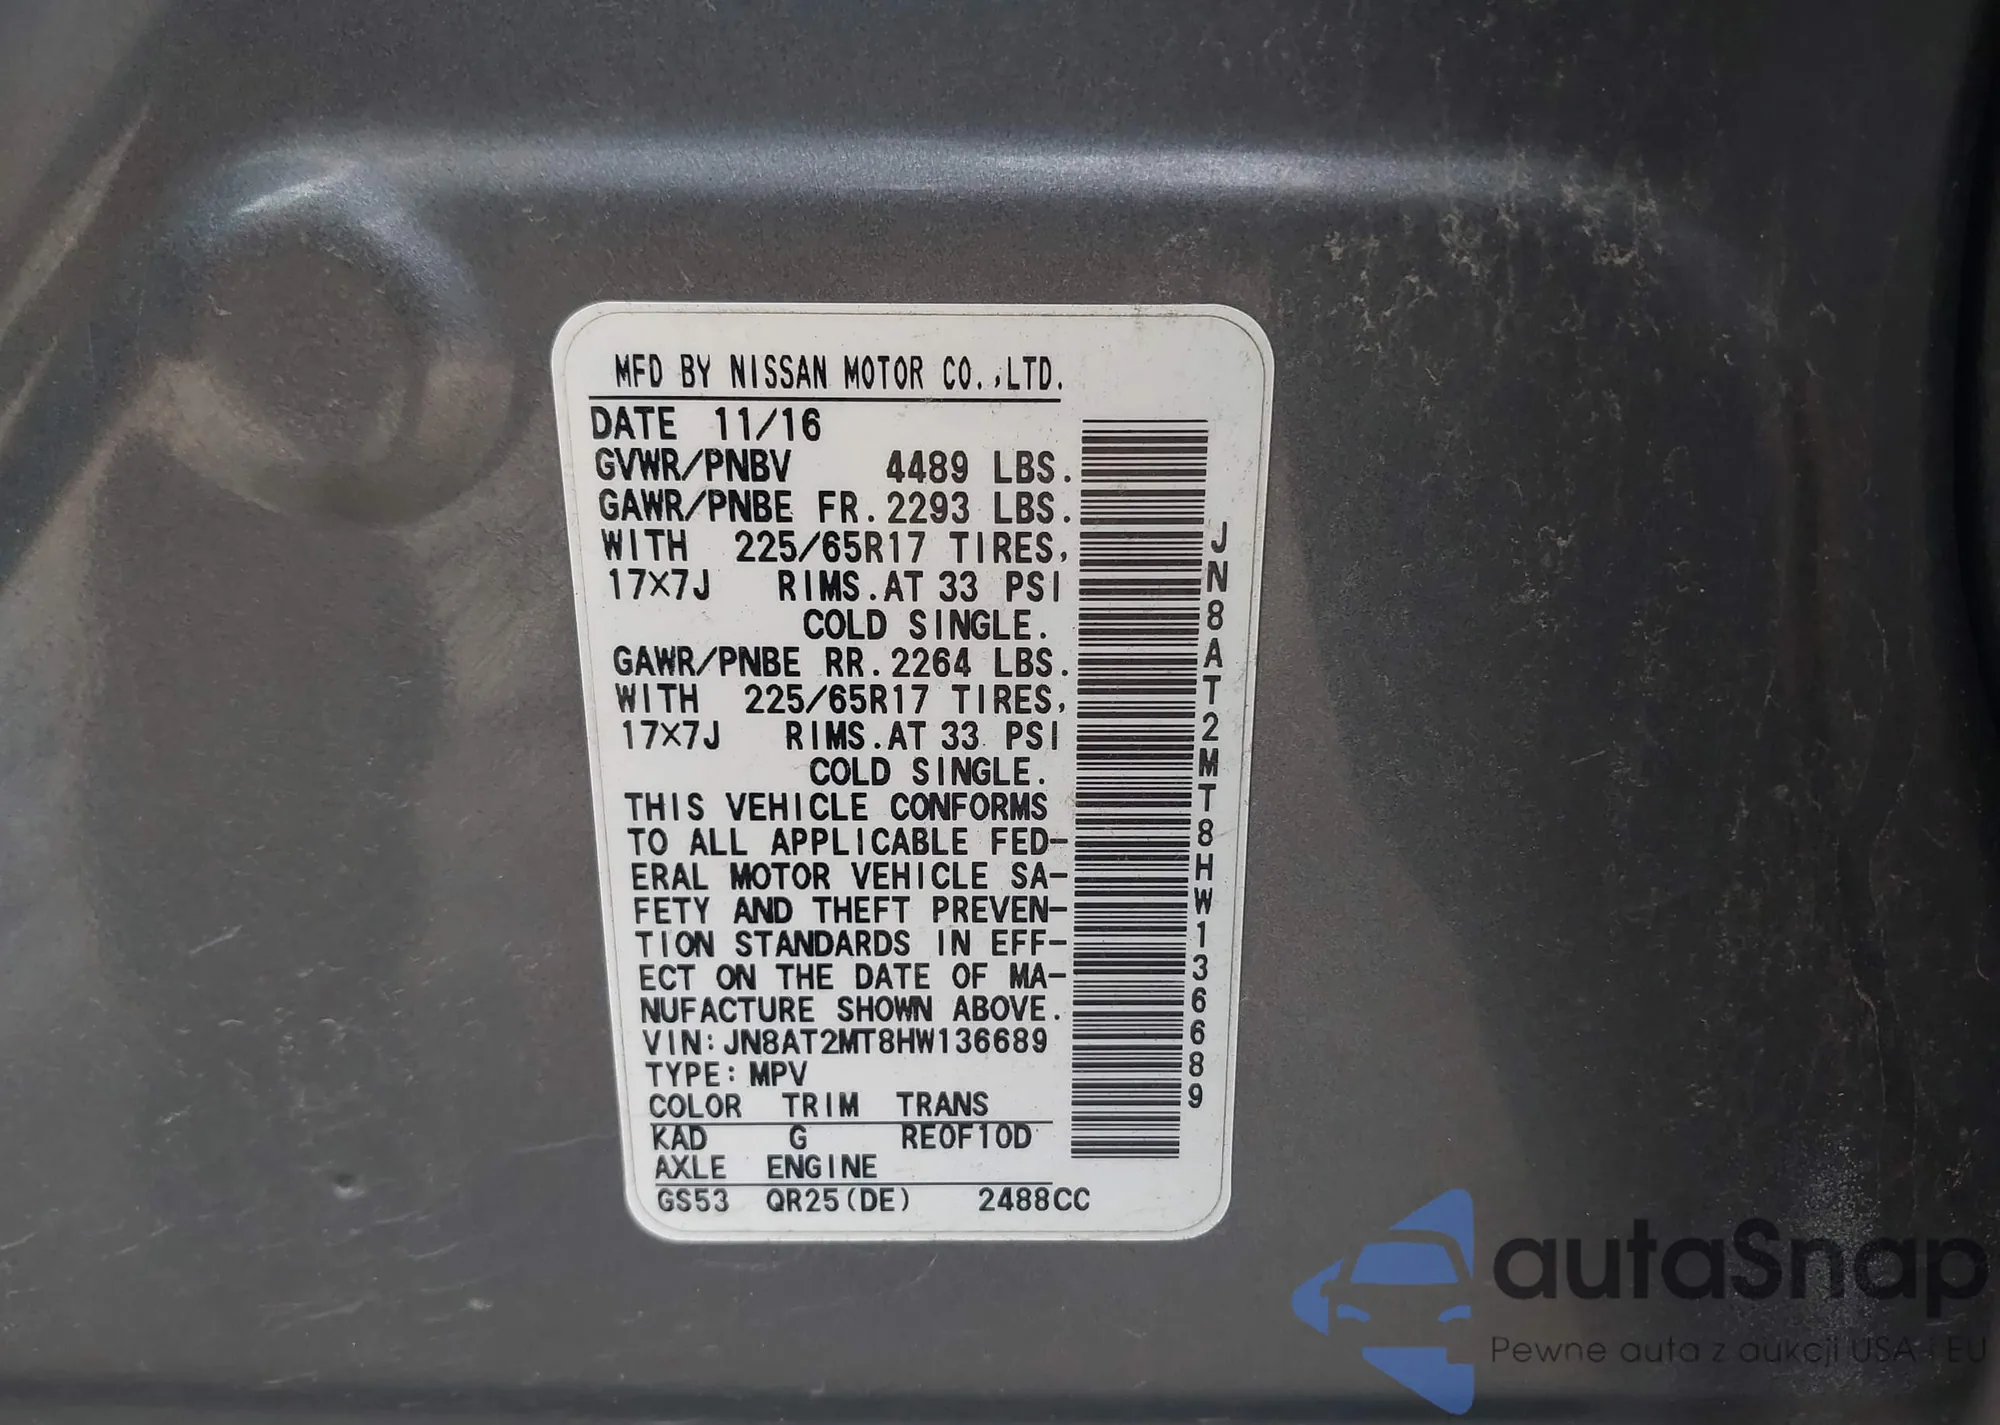 MFD BY NISSAN MOTOR CO.,LTD.
DATE 11/16
GVWR/PNBV 4489 LBS.
GAWR/PNBE FR. 2293 LBS.
WITH 225/65R17 TIRES,
17X7J RIMS.AT 33 PSI
COLD SINGLE.
GAWR/PNBE RR. 2264 LBS.
WITH 225/65R17 TIRES,
17X7J RIMS.AT 33 PSI
COLD SINGLE.
THIS VEHICLE CONFORMS
TO ALL APPLICABLE FED-
ERAL MOTOR VEHICLE SA-
FETY AND THEFT PREVEN-
TION STANDARDS IN EFF-
ECT ON THE DATE OF MA-
NUFACTURE SHOWN ABOVE.
VIN: JN8AT2MT8HW136689
TYPE: MPV
COLOR TRIM TRANS
KAD G RE0F10D
AXLE ENGINE
GS53 QR25(DE) 2488CC
JN8AT2MT8HW136689
autaSnap
Pewne auta z aukcji USA i EU